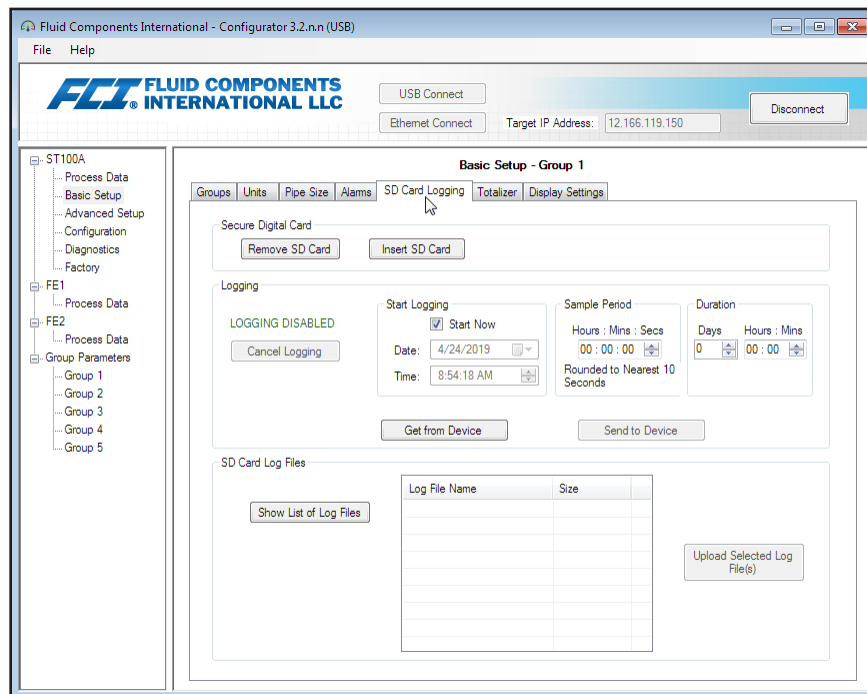 Fluid Components International - Configurator 3.2.n.n (USB)
File Help
FCI ® FLUID COMPONENTS
INTERNATIONAL LLC
USB Connect
Ethernet Connect
Target IP Address:
12.166.119.150
Disconnect
ST100A
Process Data
Basic Setup
Advanced Setup
Configuration
Diagnostics
Factory
FE1
Process Data
FE2
Process Data
Group Parameters
Group 1
Group 2
Group 3
Group 4
Group 5
Basic Setup - Group 1
Groups Units Pipe Size Alarms SD Card Logging Totalizer Display Settings
Secure Digital Card
Remove SD Card Insert SD Card
Logging
LOGGING DISABLED
Cancel Logging
Start Logging
Start Now
Date: 4/24/2019
Time: 8:54:18 AM
Sample Period
Hours : Mins : Secs
00 : 00 : 00
Rounded to Nearest 10
Seconds
Duration
Days Hours : Mins
0 00 : 00
Get from Device Send to Device
SD Card Log Files
Show List of Log Files
Log File Name Size
Upload Selected Log
File(s)